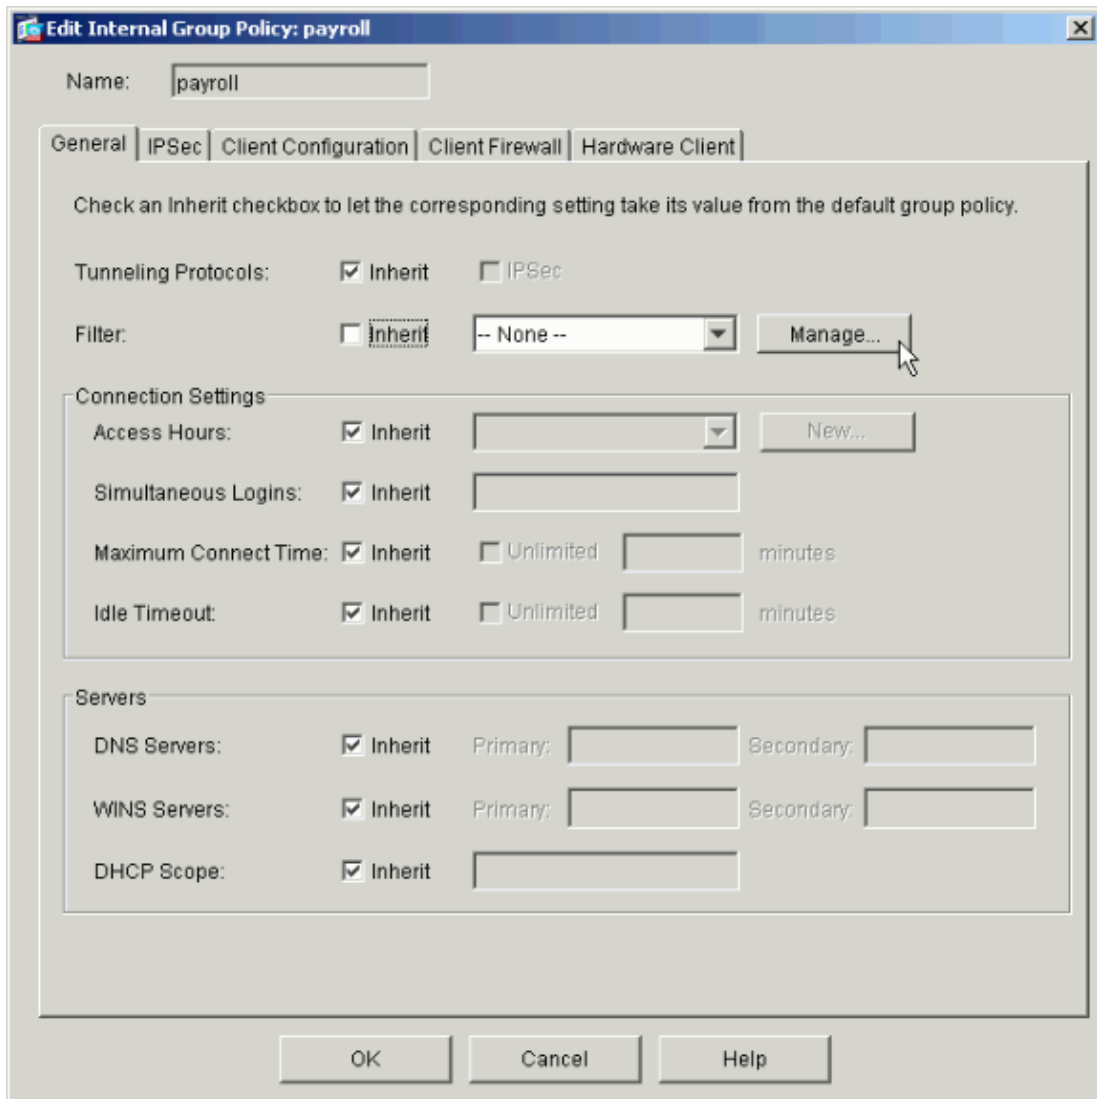 Edit Internal Group Policy: payroll
Name: payroll
General IPSec Client Configuration Client Firewall Hardware Client
Check an Inherit checkbox to let the corresponding setting take its value from the default group policy.
Tunneling Protocols: Inherit IPSec
Filter: Inherit -- None -- Manage...
Connection Settings
Access Hours: Inherit New...
Simultaneous Logins: Inherit
Maximum Connect Time: Inherit Unlimited minutes
Idle Timeout: Inherit Unlimited minutes
Servers
DNS Servers: Inherit Primary: Secondary:
WINS Servers: Inherit Primary: Secondary:
DHCP Scope: Inherit
OK Cancel Help